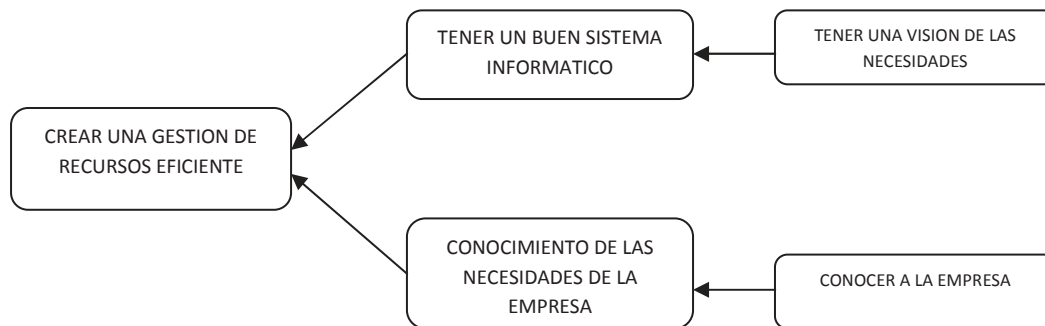 TENER UN BUEN SISTEMA
INFORMATICO
TENER UNA VISION DE LAS
NECESIDADES
CREAR UNA GESTION DE
RECURSOS EFICIENTE
CONOCIMIENTO DE LAS
NECESIDADES DE LA
EMPRESA
CONOCER A LA EMPRESA